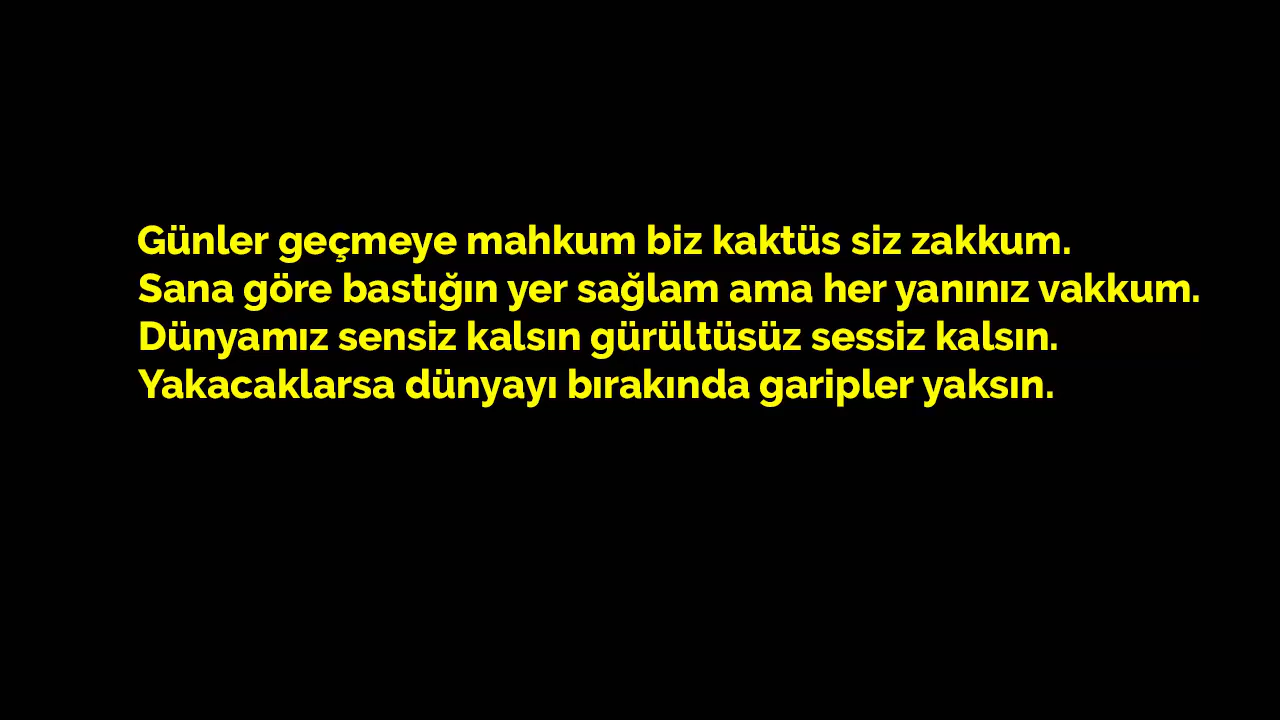 Günler geçmeye mahkum biz kaktüs siz zakkum.
Sana göre bastığın yer sağlam ama her yanınız vakkum.
Dünyamız sensiz kalsın gürültüsüz sessiz kalsın.
Yakacaklarsa dünyayı bırakında garipler yaksın.